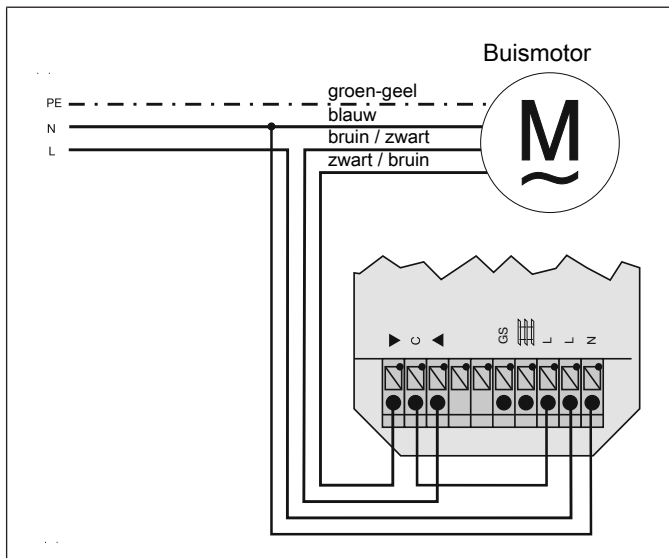 Buismotor
groen-geel
PE
blauw
N
bruin / zwart
L
zwart / bruin
M
C GS L L N